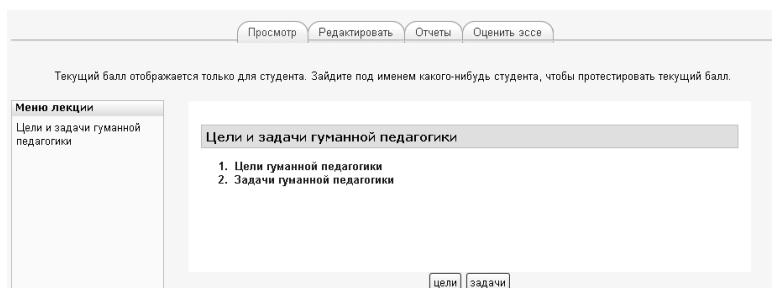 Просмотр Редактировать Отчеты Оценить эссе
Текущий балл отображается только для студента. Зайдите под именем какого-нибудь студента, чтобы протестировать текущий балл.
Меню лекции
Цели и задачи гуманной
педагогики
Цели и задачи гуманной педагогики
1. Цели гуманной педагогики
2. Задачи гуманной педагогики
цели задачи